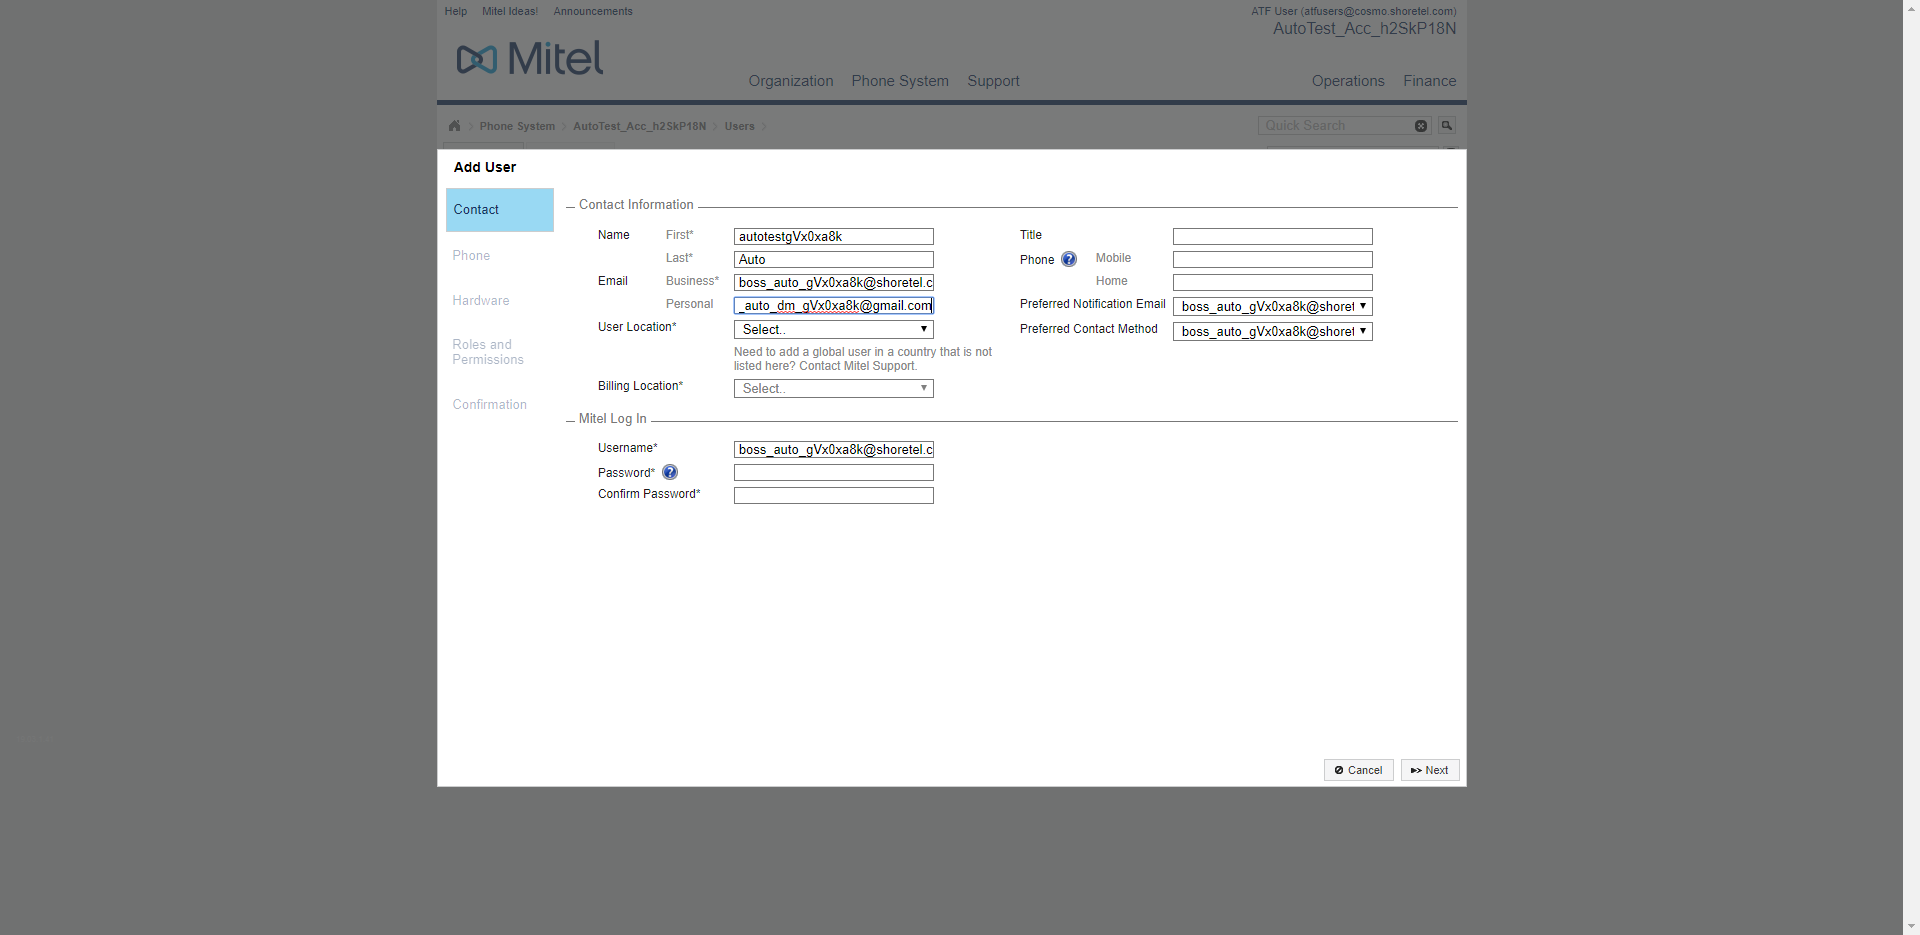 Help Mitel Ideas! Announcements
ATF User (atfusers@cosmo.shoretel.com)
AutoTest_Acc_h2SkP18N
Mitel
Organization Phone System Support Operations Finance
Phone System AutoTest_Acc_h2SkP18N Users
Quick Search
Add User
Contact
Phone
Hardware
Roles and
Permissions
Confirmation
Contact Information
Name First* autotestgVx0xa8k
Last* Auto
Email Business* boss_auto_gVx0xa8k@shoretel.c
Personal _auto_dm_gVx0xa8k@gmail.com
User Location* Select..
Need to add a global user in a country that is not
listed here? Contact Mitel Support.
Billing Location* Select..
Title
Phone ? Mobile
Home
Preferred Notification Email boss_auto_gVx0xa8k@shoret
Preferred Contact Method boss_auto_gVx0xa8k@shoret
Mitel Log In
Username* boss_auto_gVx0xa8k@shoretel.c
Password* ?
Confirm Password*
Cancel Next